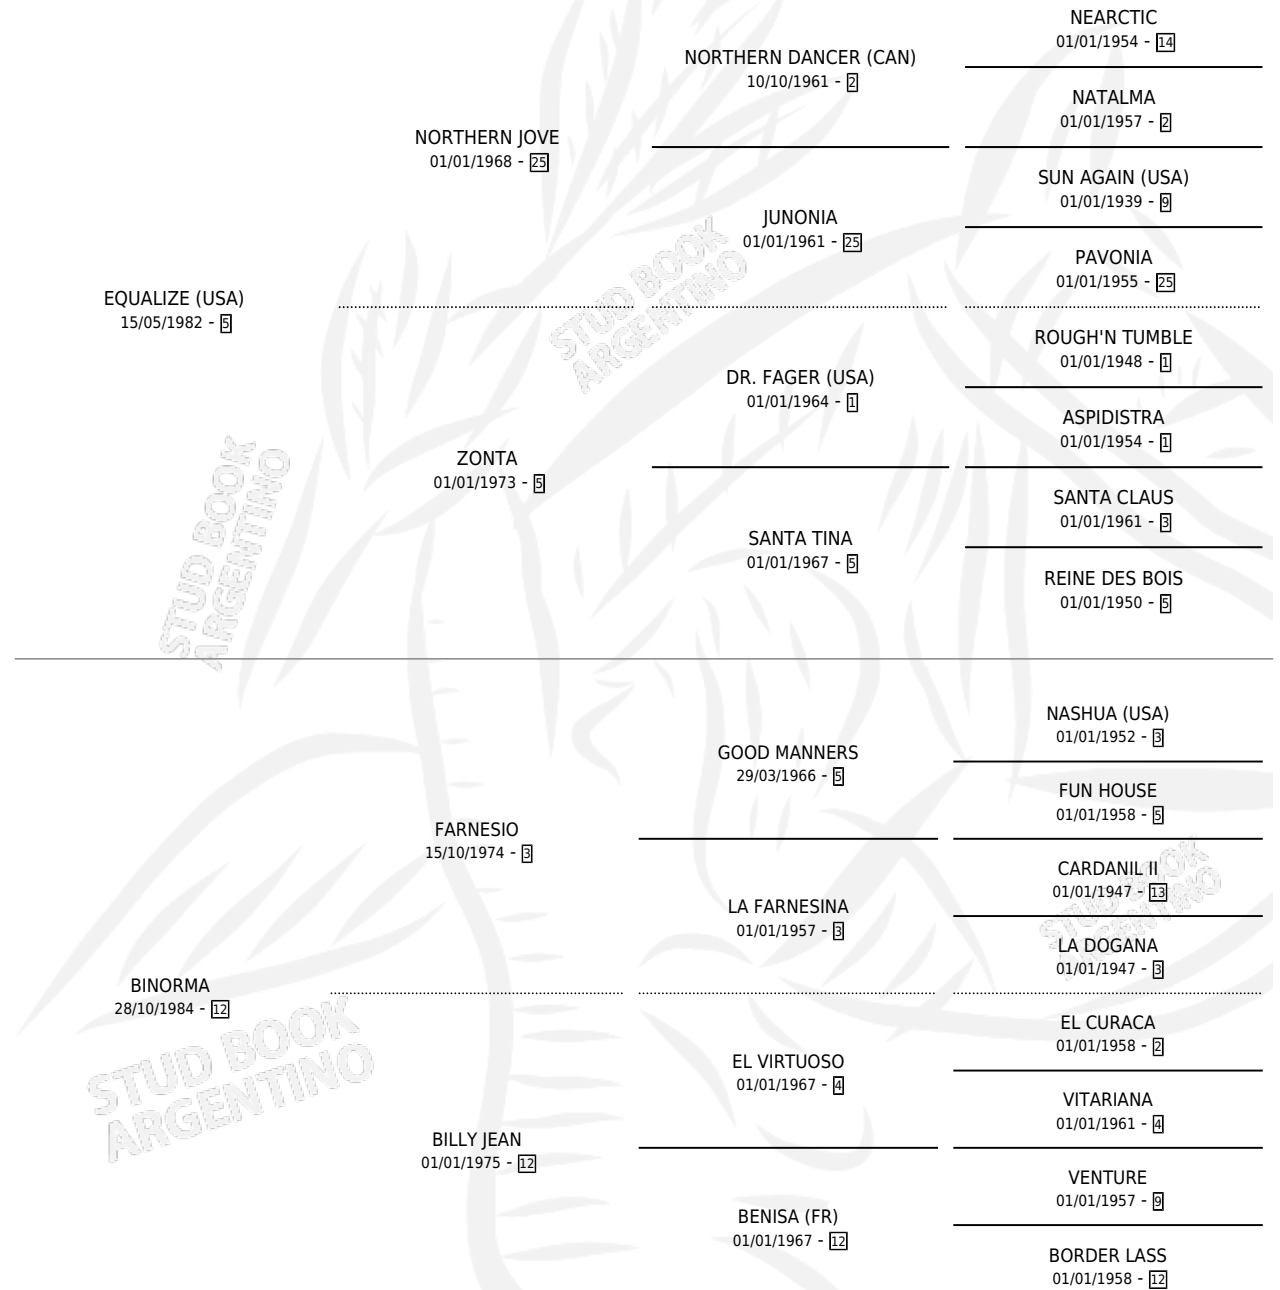 NEARCTIC
01/01/1954 - 14
NORTHERN DANCER (CAN)
10/10/1961 - 2
NATALMA
01/01/1957 - 2
NORTHERN JOVE
01/01/1968 - 25
SUN AGAIN (USA)
01/01/1939 - 9
JUNONIA
01/01/1961 - 25
PAVONIA
01/01/1955 - 25
EQUALIZE (USA)
15/05/1982 - 5
STUD BOOK
ARGENTINO
ROUGH'N TUMBLE
01/01/1948 - 1
DR. FAGER (USA)
01/01/1964 - 1
ASPIDISTRA
01/01/1954 - 1
ZONTA
01/01/1973 - 5
SANTA CLAUS
01/01/1961 - 3
SANTA TINA
01/01/1967 - 5
REINE DES BOIS
01/01/1950 - 5
STUD BOOK
ARGENTINO
NASHUA (USA)
01/01/1952 - 3
GOOD MANNERS
29/03/1966 - 5
FUN HOUSE
01/01/1958 - 5
FARNESIO
15/10/1974 - 3
CARDANIL II
01/01/1947 - 13
LA FARNESINA
01/01/1957 - 3
STUD BOOK
ARGENTINO
LA DOGANA
01/01/1947 - 3
BINORMA
28/10/1984 - 12
STUD BOOK
ARGENTINO
EL CURACA
01/01/1958 - 2
EL VIRTUOSO
01/01/1967 - 4
VITARIANA
01/01/1961 - 4
BILLY JEAN
01/01/1975 - 12
VENTURE
01/01/1957 - 9
BENISA (FR)
01/01/1967 - 12
BORDER LASS
01/01/1958 - 12